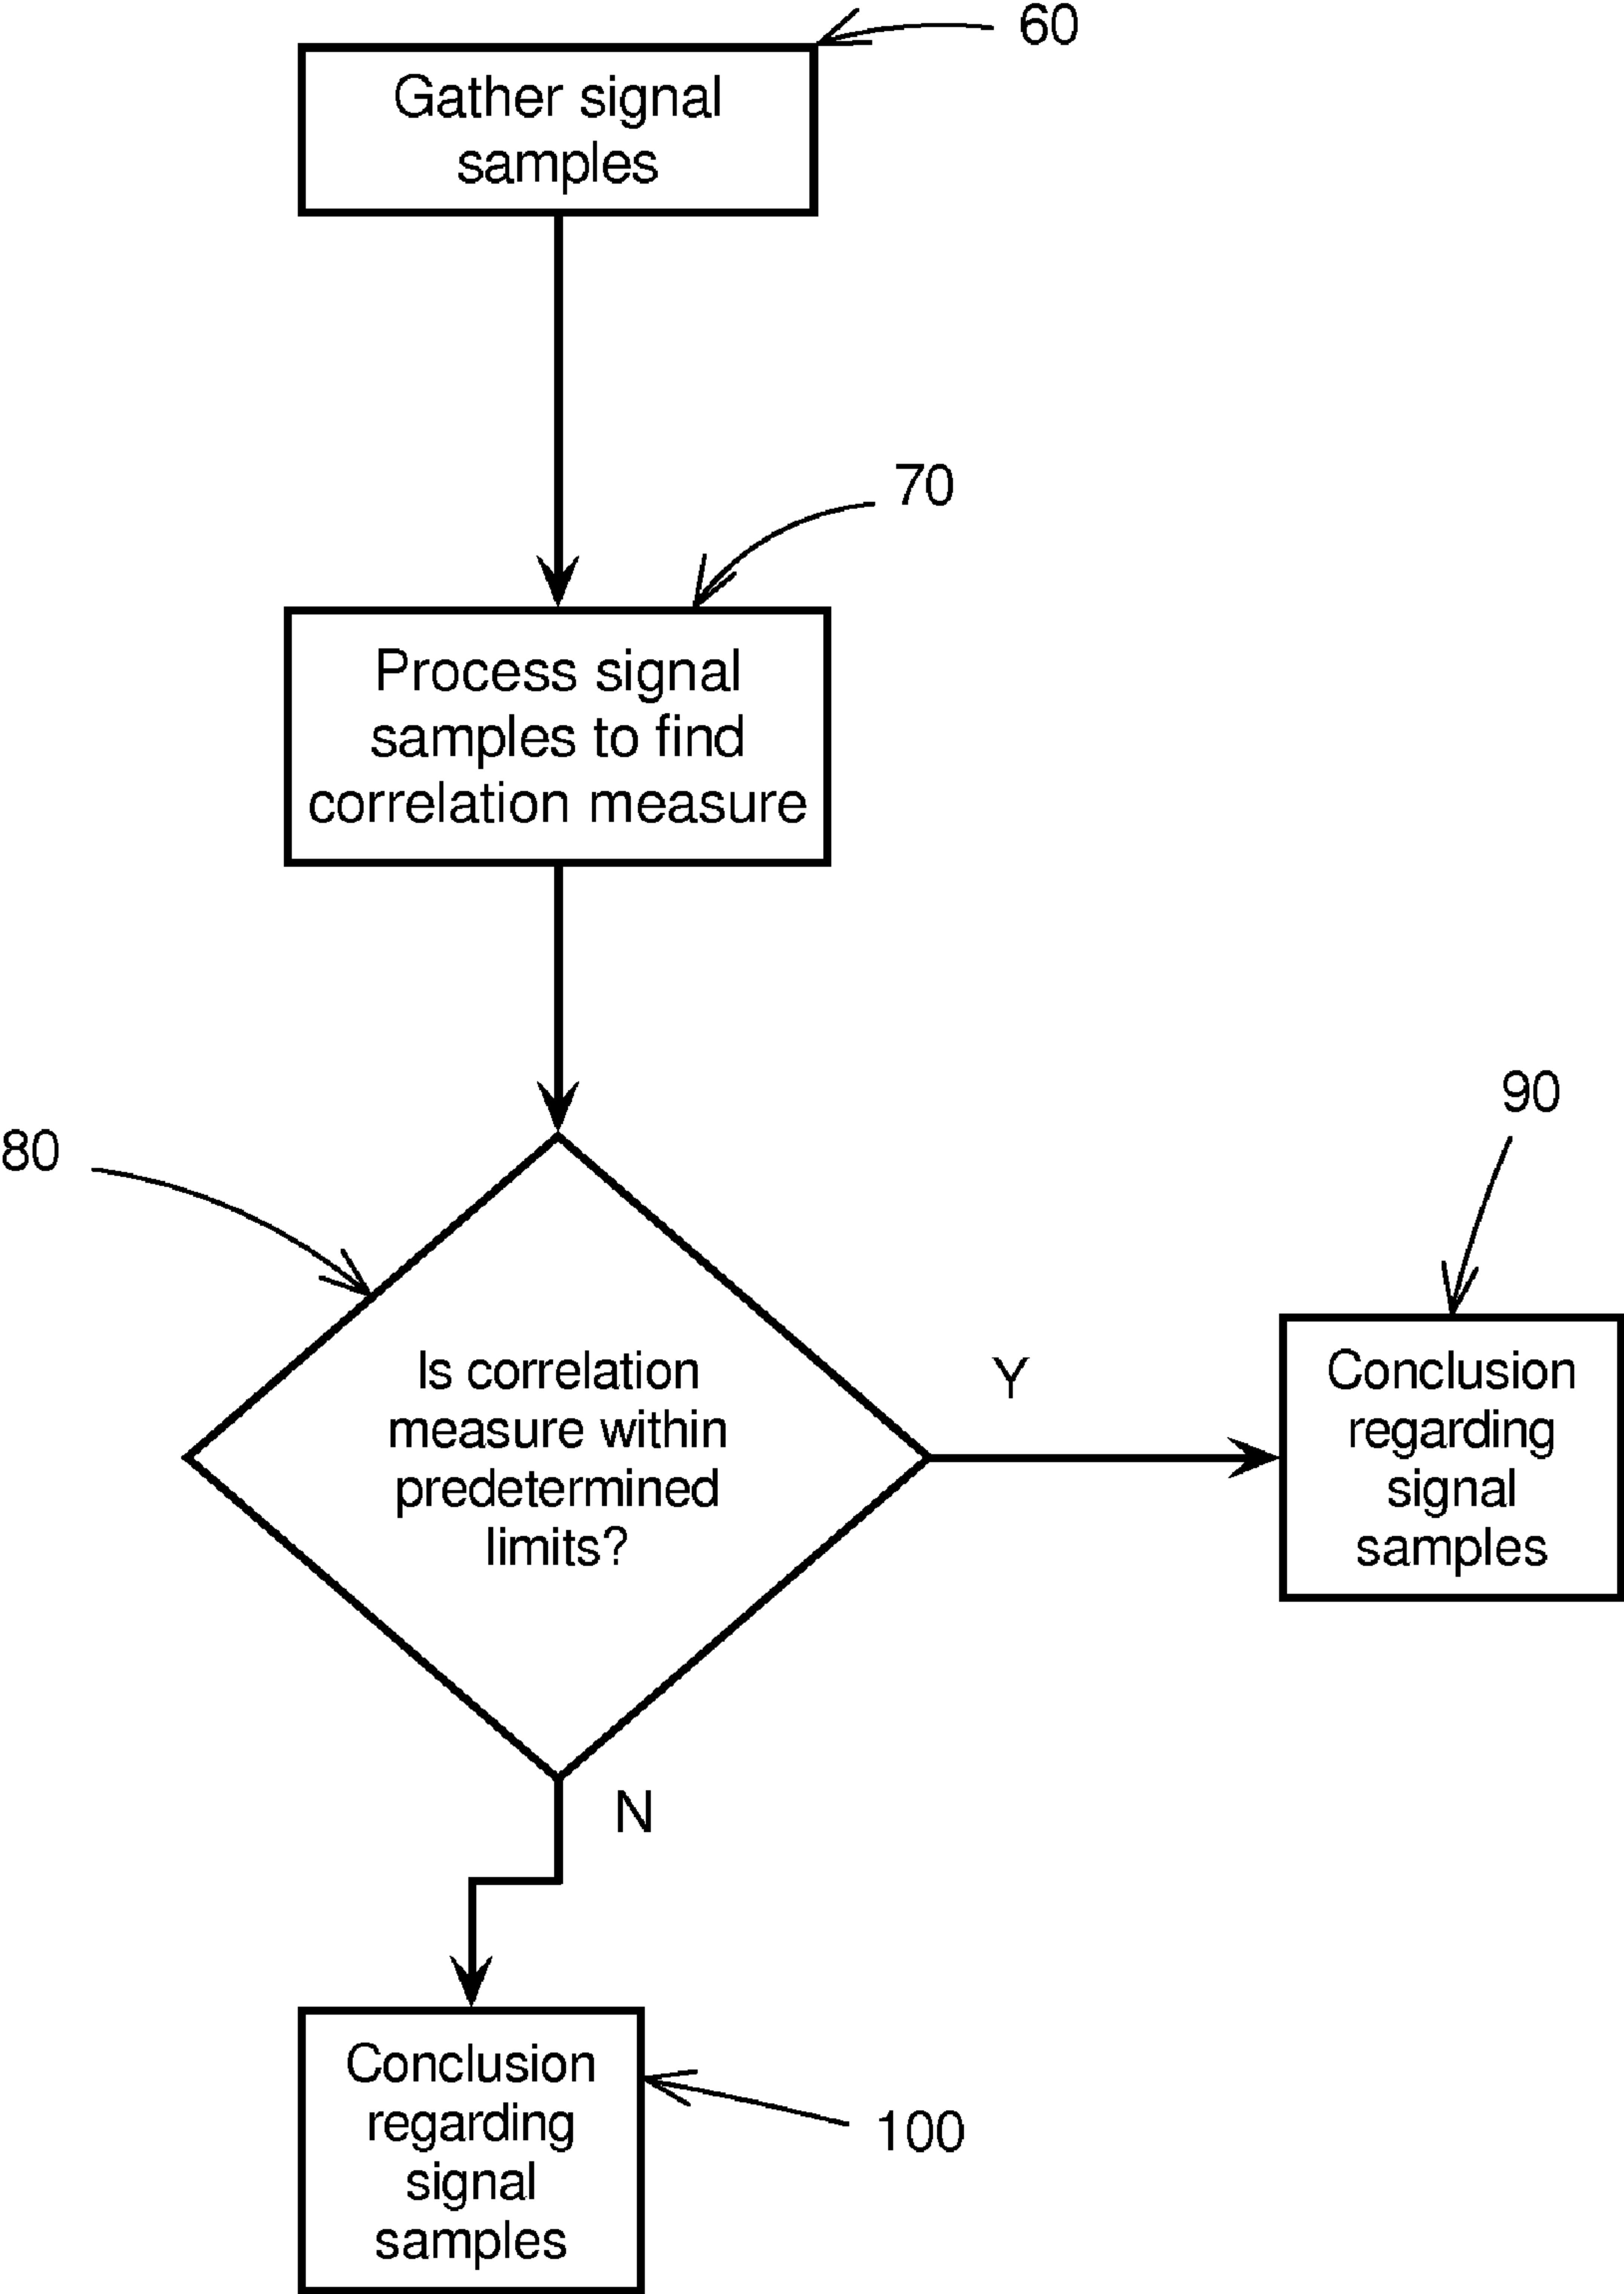 60
Gather signal
samples
70
Process signal
samples to find
correlation measure
80
90
Is correlation
measure within
predetermined
limits?
Y
Conclusion
regarding
signal
samples
N
Conclusion
regarding
signal
samples
100